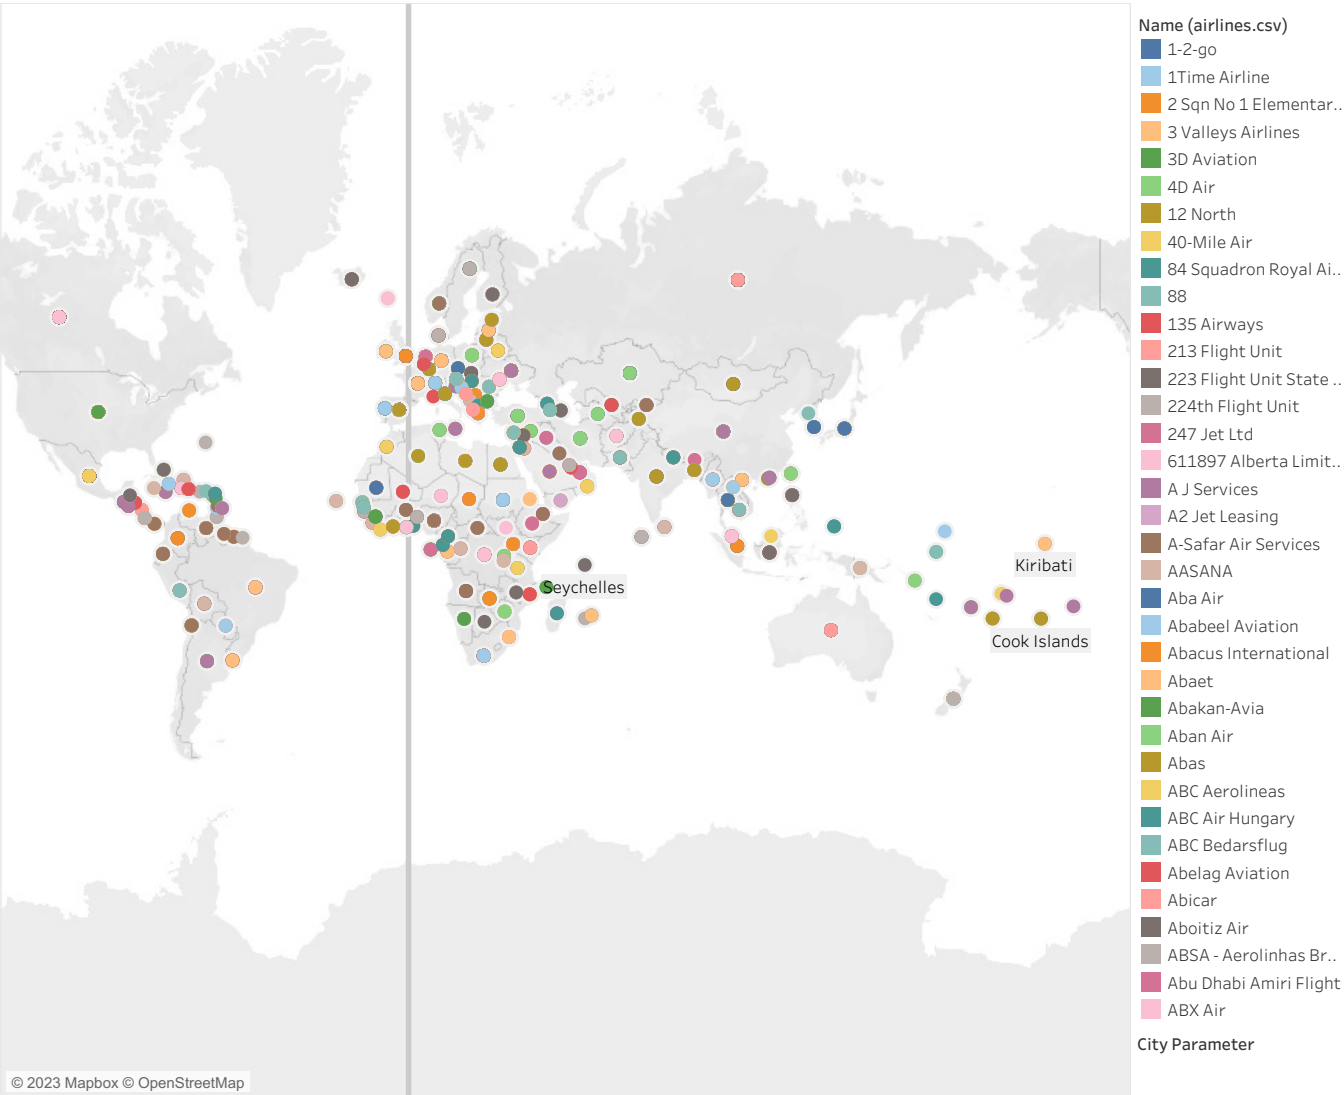 Name (airlines.csv)
1-2-go
1Time Airline
2 Sqn No 1 Elementar..
3 Valleys Airlines
3D Aviation
4D Air
12 North
40-Mile Air
84 Squadron Royal Ai..
88
135 Airways
213 Flight Unit
223 Flight Unit State ..
224th Flight Unit
247 Jet Ltd
611897 Alberta Limit..
A J Services
A2 Jet Leasing
A-Safar Air Services
AASANA
Aba Air
Ababeel Aviation
Abacus International
Abaet
Abakan-Avia
Aban Air
Abas
ABC Aerolineas
ABC Air Hungary
ABC Bedarsflug
Abelag Aviation
Abicar
Aboitiz Air
ABSA - Aerolinhas Br..
Abu Dhabi Amiri Flight
ABX Air
City Parameter
Kiribati
Seychelles
Cook Islands
© 2023 Mapbox © OpenStreetMap